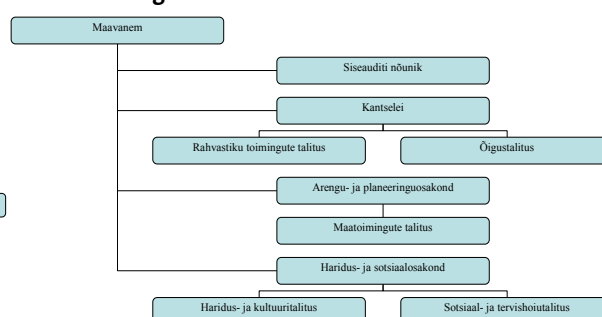 Maavanem
Siseauditi nõunik
Kantselei
Rahvastiku toimingute talitus
Õigustalitus
Arengu- ja planeeringuosakond
Maatoimingute talitus
Haridus- ja sotsiaalosakond
Haridus- ja kultuuritalitus
Sotsiaal- ja tervishoiutalitus